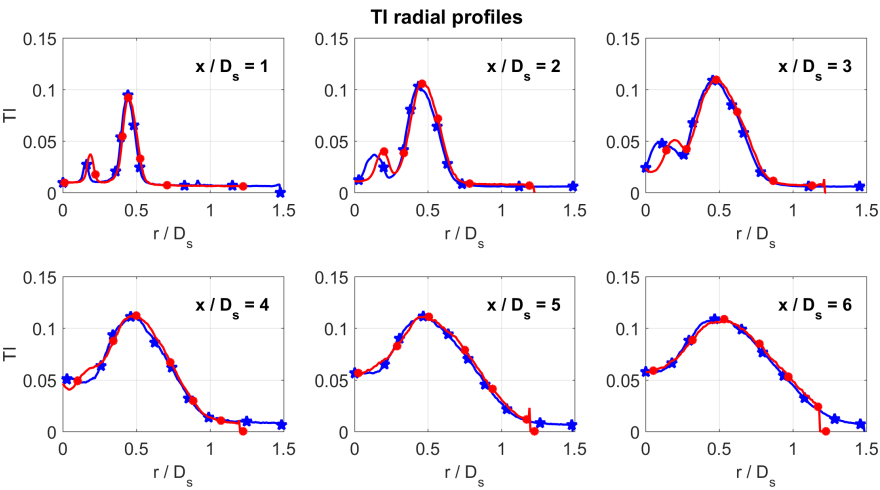 TI radial profiles
x / Ds = 1
x / Ds = 2
x / Ds = 3
TI
0.15
0.1
0.05
0
0 0.5 1 1.5
r / Ds
0.15
0.1
0.05
0
0 0.5 1 1.5
r / Ds
0.15
0.1
0.05
0
0 0.5 1 1.5
r / Ds
x / Ds = 4
x / Ds = 5
x / Ds = 6
TI
0.15
0.1
0.05
0
0 0.5 1 1.5
r / Ds
0.15
0.1
0.05
0
0 0.5 1 1.5
r / Ds
0.15
0.1
0.05
0
0 0.5 1 1.5
r / Ds